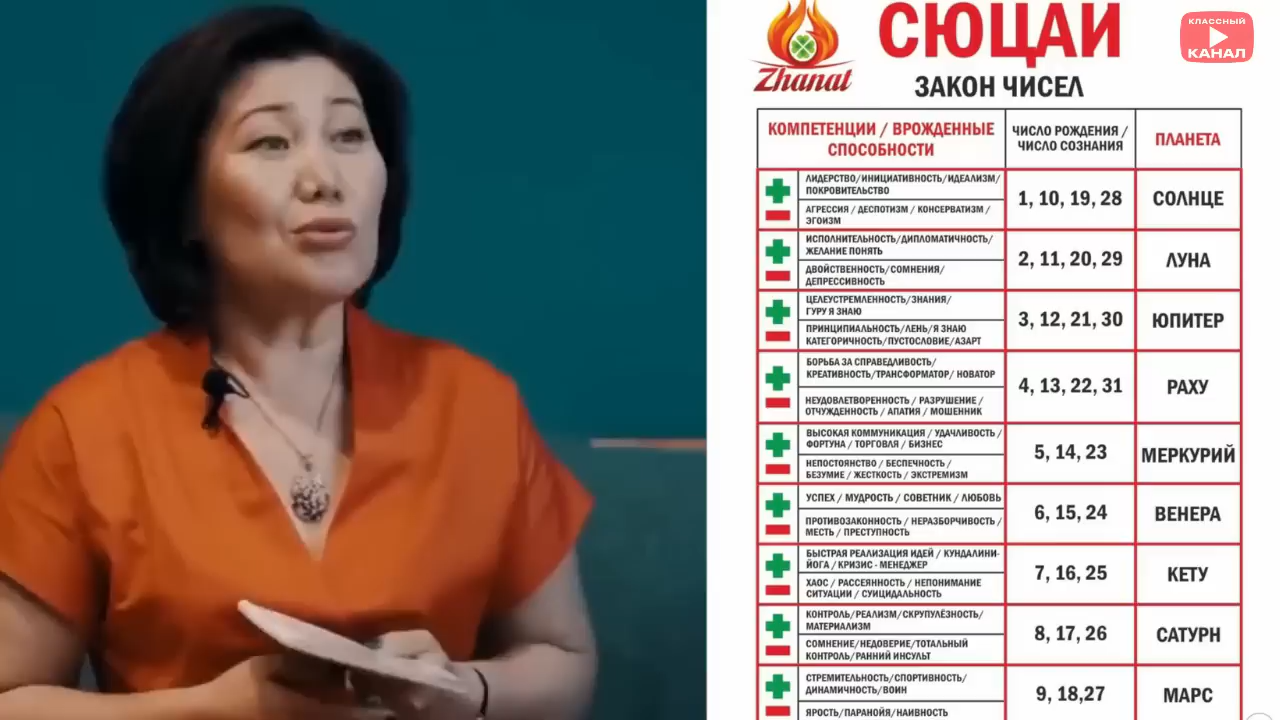 Zhanat
СЮЦАЙ
ЗАКОН ЧИСЕЛ
КЛАССНЫЙ
КАНАЛ
КОМПЕТЕНЦИИ / ВРОЖДЕННЫЕ
СПОСОБНОСТИ
ЧИСЛО РОЖДЕНИЯ /
ЧИСЛО СОЗНАНИЯ
ПЛАНЕТА
ЛИДЕРСТВО/ИНИЦИАТИВНОСТЬ/ИДЕАЛИЗМ/
ПОКРОВИТЕЛЬСТВО
АГРЕССИЯ / ДЕСПОТИЗМ / КОНСЕРВАТИЗМ /
ЭГОИЗМ
1, 10, 19, 28
СОЛНЦЕ
ИСПОЛНИТЕЛЬНОСТЬ/ДИПЛОМАТИЧНОСТЬ/
ЖЕЛАНИЕ ПОНЯТЬ
ДВОЙСТВЕННОСТЬ/СОМНЕНИЯ/
ДЕПРЕССИВНОСТЬ
2, 11, 20, 29
ЛУНА
ЦЕЛЕУСТРЕМЛЕННОСТЬ/ЗНАНИЯ/
ГУРУ Я ЗНАЮ
ПРИНЦИПИАЛЬНОСТЬ/ЛЕНЬ/Я ЗНАЮ
КАТЕГОРИЧНОСТЬ/ПУСТОСЛОВИЕ/АЗАРТ
3, 12, 21, 30
ЮПИТЕР
БОРЬБА ЗА СПРАВЕДЛИВОСТЬ/
КРЕАТИВНОСТЬ/ТРАНСФОРМАТОР/ НОВАТОР
НЕУДОВЛЕТВОРЕННОСТЬ / РАЗРУШЕНИЕ /
ОТЧУЖДЕННОСТЬ / АПАТИЯ / МОШЕННИК
4, 13, 22, 31
РАХУ
ВЫСОКАЯ КОММУНИКАЦИЯ / УДАЧЛИВОСТЬ /
ФОРТУНА / ТОРГОВЛЯ / БИЗНЕС
НЕПОСТОЯНСТВО / БЕСПЕЧНОСТЬ /
БЕЗУМИЕ / ЖЕСТКОСТЬ / ЭКСТРЕМИЗМ
5, 14, 23
МЕРКУРИЙ
УСПЕХ / МУДРОСТЬ / СОВЕТНИК / ЛЮБОВЬ
ПРОТИВОЗАКОННОСТЬ / НЕРАЗБОРЧИВОСТЬ /
МЕСТЬ / ПРЕСТУПНОСТЬ
6, 15, 24
ВЕНЕРА
БЫСТРАЯ РЕАЛИЗАЦИЯ ИДЕЙ / КУНДАЛИНИ-
ЙОГА / КРИЗИС - МЕНЕДЖЕР
ХАОС / РАССЕЯННОСТЬ / НЕПОНИМАНИЕ
СИТУАЦИИ / СУИЦИДАЛЬНОСТЬ
7, 16, 25
КЕТУ
КОНТРОЛЬ/РЕАЛИЗМ/СКРУПУЛЁЗНОСТЬ/
МАТЕРИАЛИЗМ
СОМНЕНИЕ/НЕДОВЕРИЕ/ТОТАЛЬНЫЙ
КОНТРОЛЬ/РАННИЙ ИНСУЛЬТ
8, 17, 26
САТУРН
СТРЕМИТЕЛЬНОСТЬ/СПОРТИВНОСТЬ/
ДИНАМИЧНОСТЬ/ВОИН
ЯРОСТЬ/ПАРАНОЙЯ/НАИВНОСТЬ
9, 18,27
МАРС